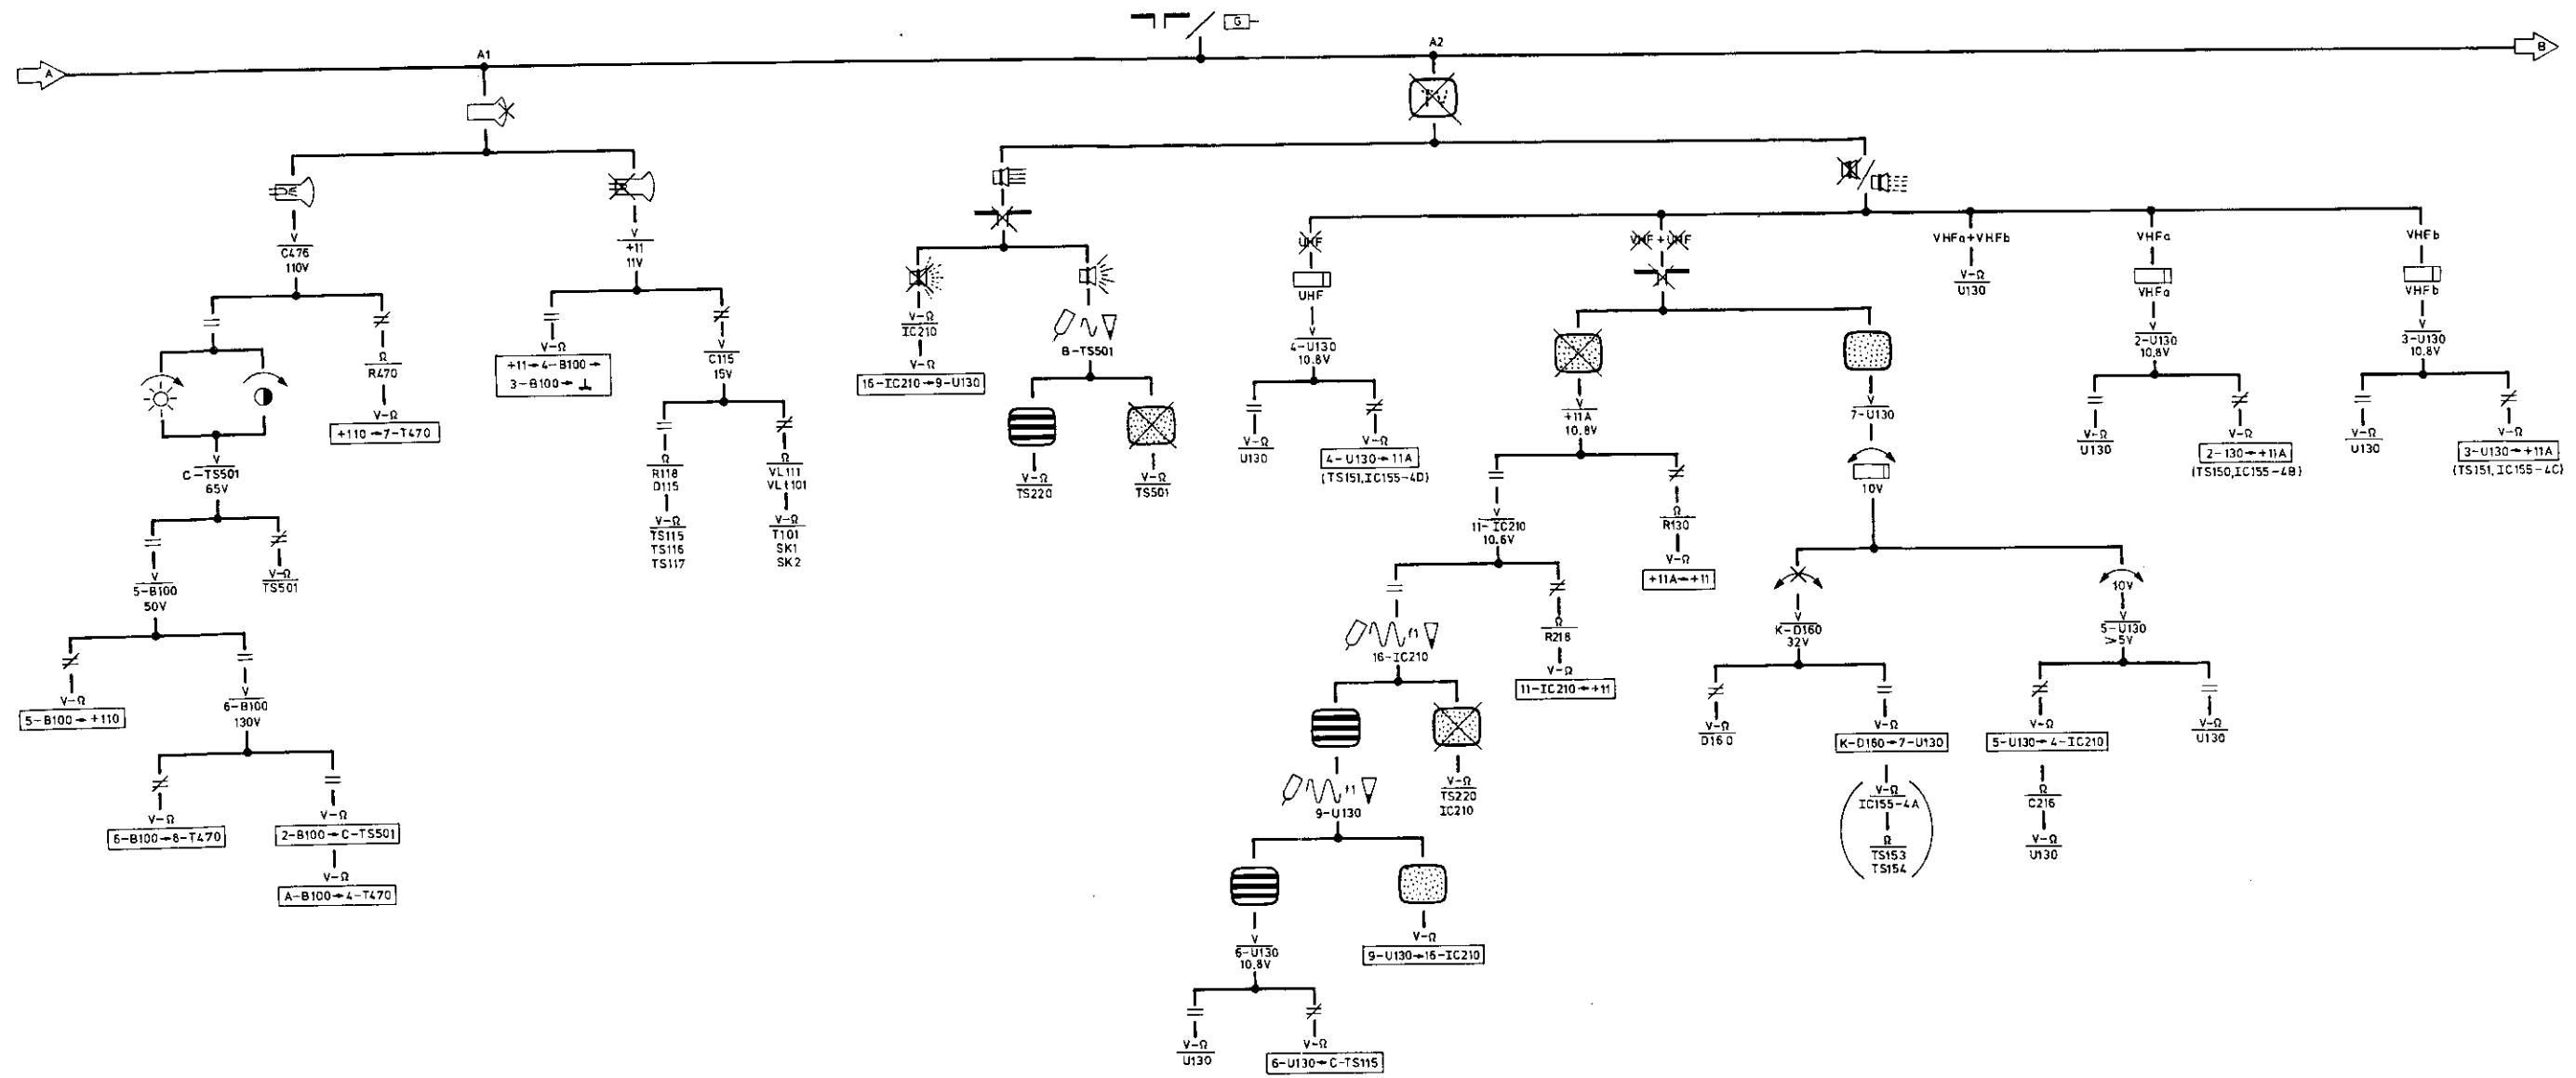 G
A
A1
A2
B
TV
V
C476
110V
V
+11
11V
Ω
R470
V-Ω
+110→7-T470
V
C-TS501
65V
V
5-B100
50V
V-Ω
TS501
V-Ω
5-B100→+110
V
6-B100
130V
V-Ω
6-B100→8-T470
V-Ω
2-B100→C-TS501
V-Ω
A-B100→4-T470
V-Ω
+11→4-B100→
3-B100→
V
C115
15V
Ω
R118
D115
V-Ω
TS115
TS116
TS117
Ω
VL111
VL1101
V-Ω
T101
SK1
SK2
V-Ω
IC210
V-Ω
16-IC210→9-U130
8-TS501
V-Ω
TS220
V-Ω
TS501
UHF
UHF
V
4-U130
10.8V
V-Ω
U130
V-Ω
4-U130→11A
(TS151,IC155-4D)
VHF+UHF
V
+11A
10.8V
V
11-IC210
10.6V
Ω
R130
V-Ω
+11A→+11
f1
16-IC210
Ω
R218
V-Ω
11-IC210→+11
f1
9-U130
V-Ω
TS220
IC210
V
6-U130
10.8V
V-Ω
9-U130→16-IC210
V-Ω
U130
V-Ω
6-U130→C-TS115
V
7-U130
10V
V
K-D160
32V
10V
V
5-U130
>5V
V-Ω
D160
V-Ω
K-D160→7-U130
V-Ω
IC155-4A
Ω
TS153
TS154
V-Ω
5-U130→4-IC210
Ω
C216
V-Ω
U130
V-Ω
U130
VHFa+VHFb
V-Ω
U130
VHFa
VHFa
V
2-U130
10.8V
V-Ω
U130
V-Ω
2-130→+11A
(TS150,IC155-4B)
VHFb
VHFb
V
3-U130
10.8V
V-Ω
U130
V-Ω
3-U130→+11A
(TS151,IC155-4C)